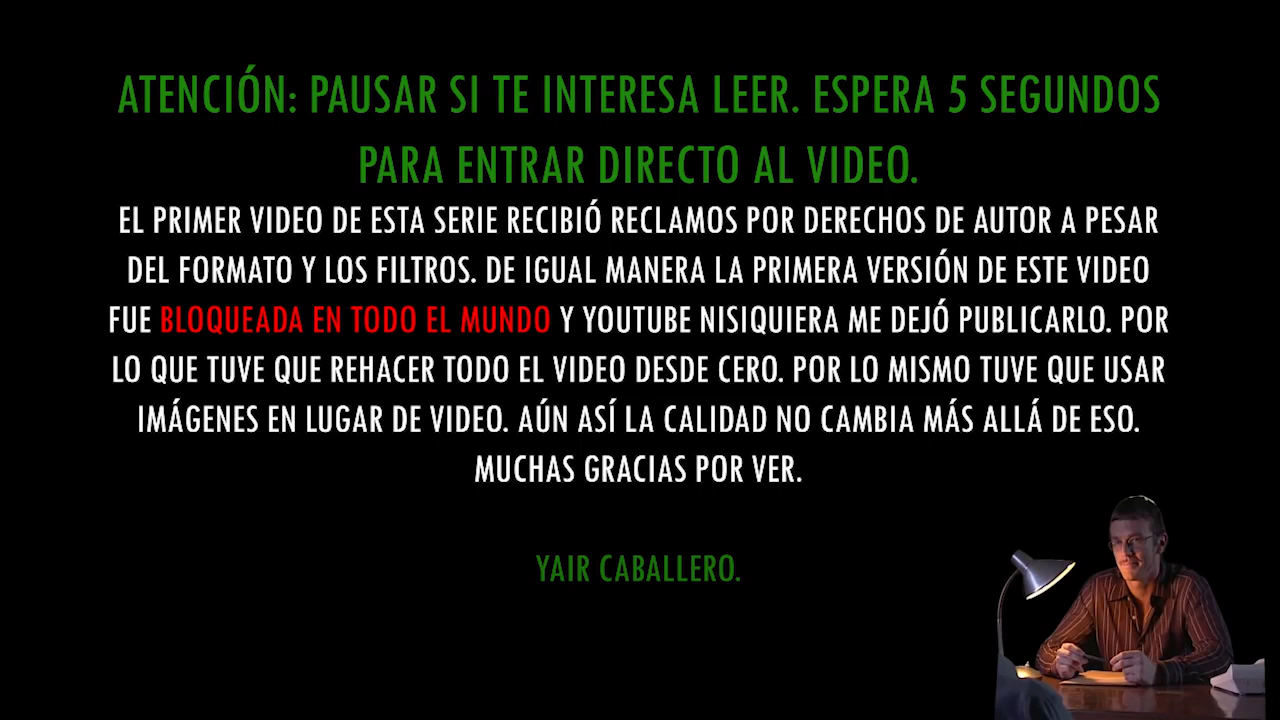 ATENCIÓN: PAUSAR SI TE INTERESA LEER. ESPERA 5 SEGUNDOS
PARA ENTRAR DIRECTO AL VIDEO.
EL PRIMER VIDEO DE ESTA SERIE RECIBIÓ RECLAMOS POR DERECHOS DE AUTOR A PESAR
DEL FORMATO Y LOS FILTROS. DE IGUAL MANERA LA PRIMERA VERSIÓN DE ESTE VIDEO
FUE BLOQUEADA EN TODO EL MUNDO Y YOUTUBE NISIQUIERA ME DEJÓ PUBLICARLO. POR
LO QUE TUVE QUE REHACER TODO EL VIDEO DESDE CERO. POR LO MISMO TUVE QUE USAR
IMÁGENES EN LUGAR DE VIDEO. AÚN ASÍ LA CALIDAD NO CAMBIA MÁS ALLÁ DE ESO.
MUCHAS GRACIAS POR VER.
YAIR CABALLERO.